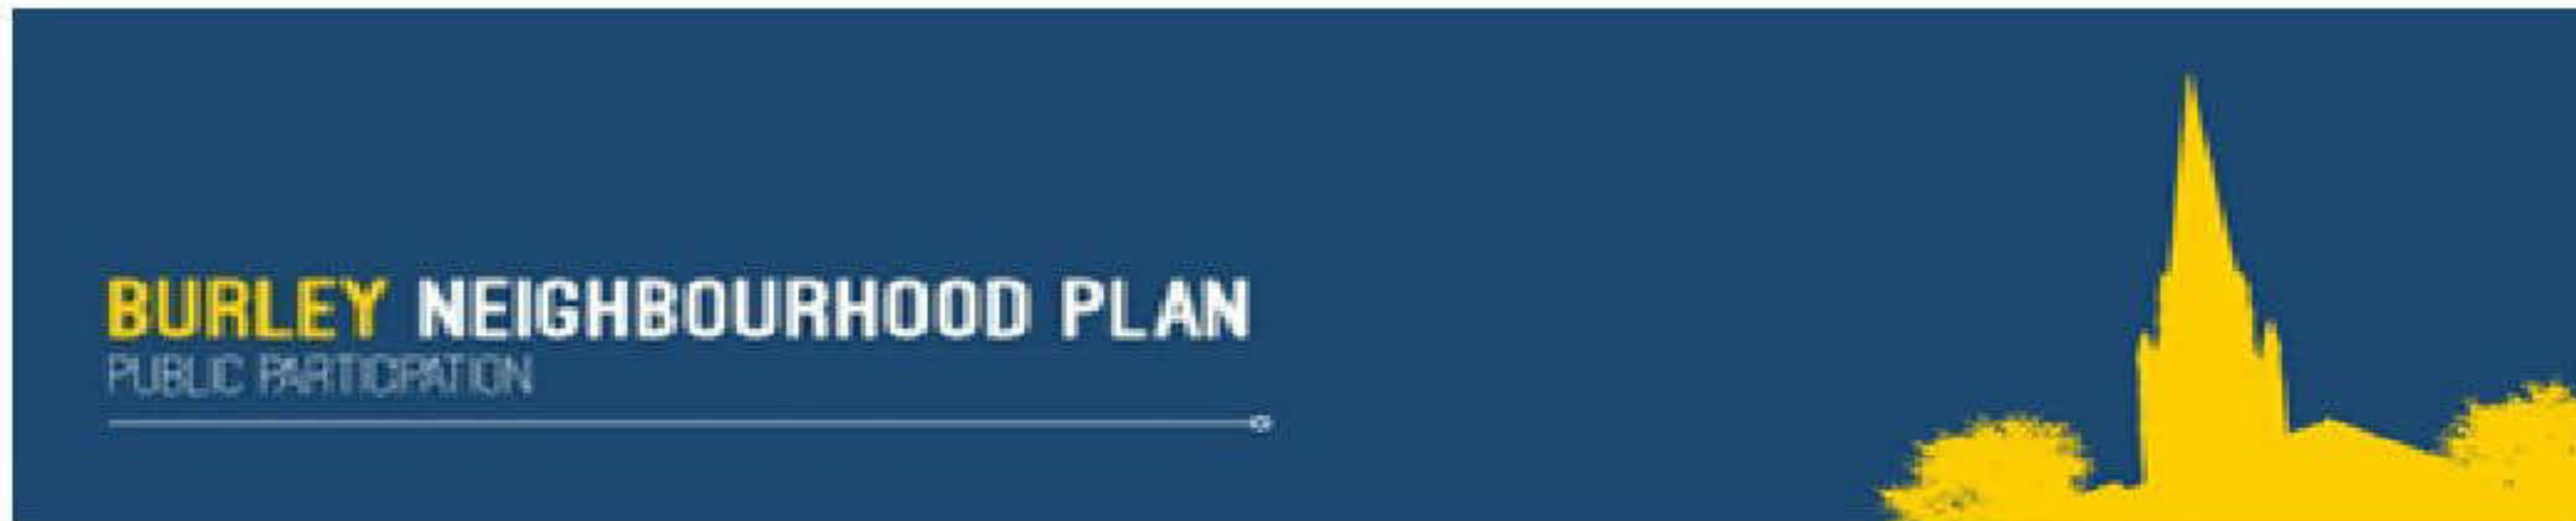 BURLEY NEIGHBOURHOOD PLAN
PUBLIC PARTICIPATION